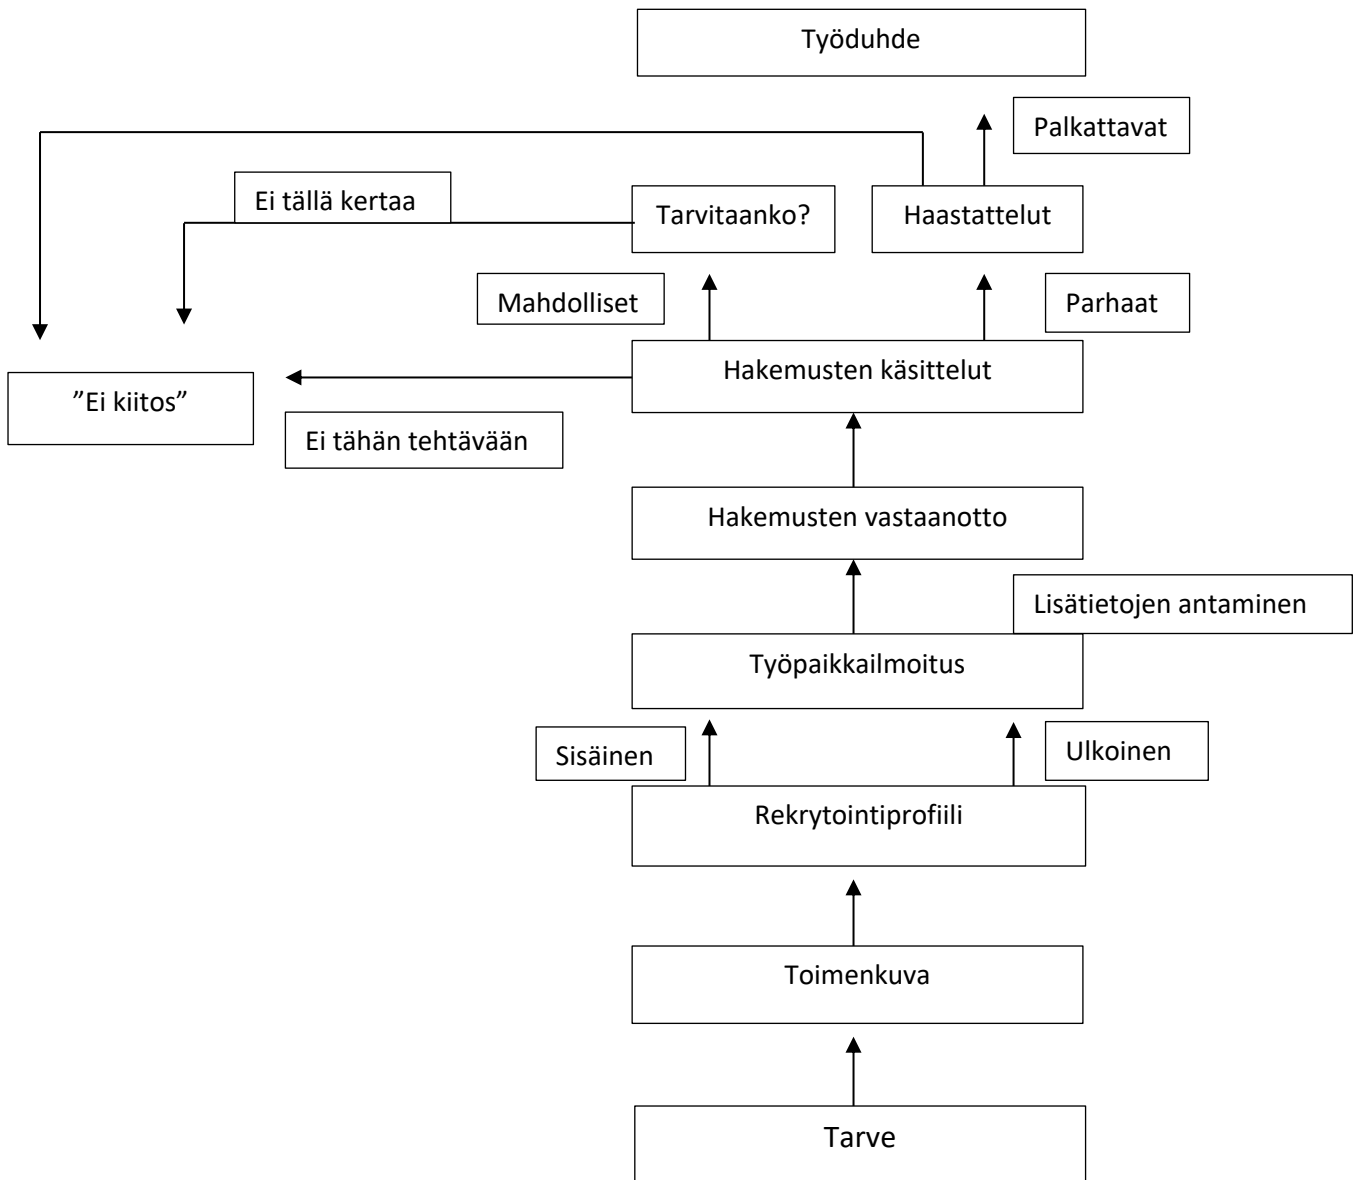 Työduhde
Palkattavat
Ei tällä kertaa
Tarvitaanko?
Haastattelut
Mahdolliset
Parhaat
Hakemusten käsittelut
”Ei kiitos”
Ei tähän tehtävään
Hakemusten vastaanotto
Lisätietojen antaminen
Työpaikkailmoitus
Sisäinen
Ulkoinen
Rekrytointiprofiili
Toimenkuva
Tarve